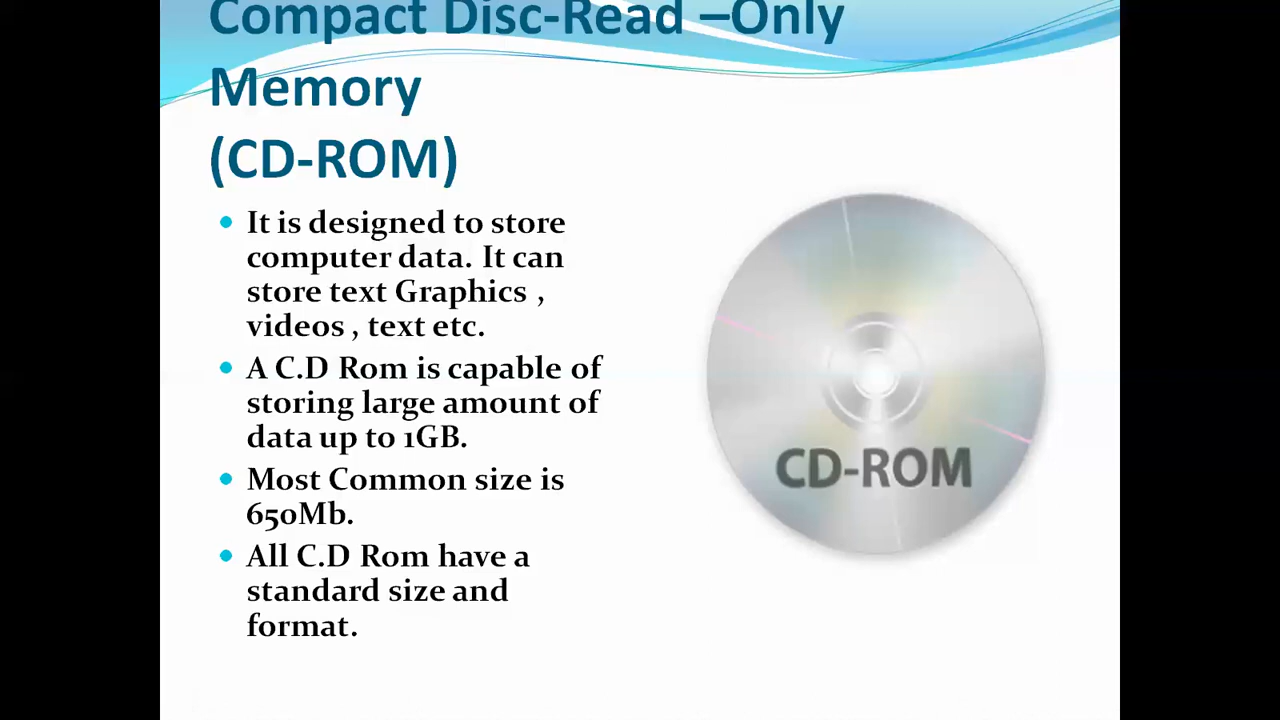 Compact Disc-Read –Only
Memory
(CD-ROM)
It is designed to store
computer data. It can
store text Graphics ,
videos , text etc.
A C.D Rom is capable of
storing large amount of
data up to 1GB.
Most Common size is
650Mb.
All C.D Rom have a
standard size and
format.
CD-ROM